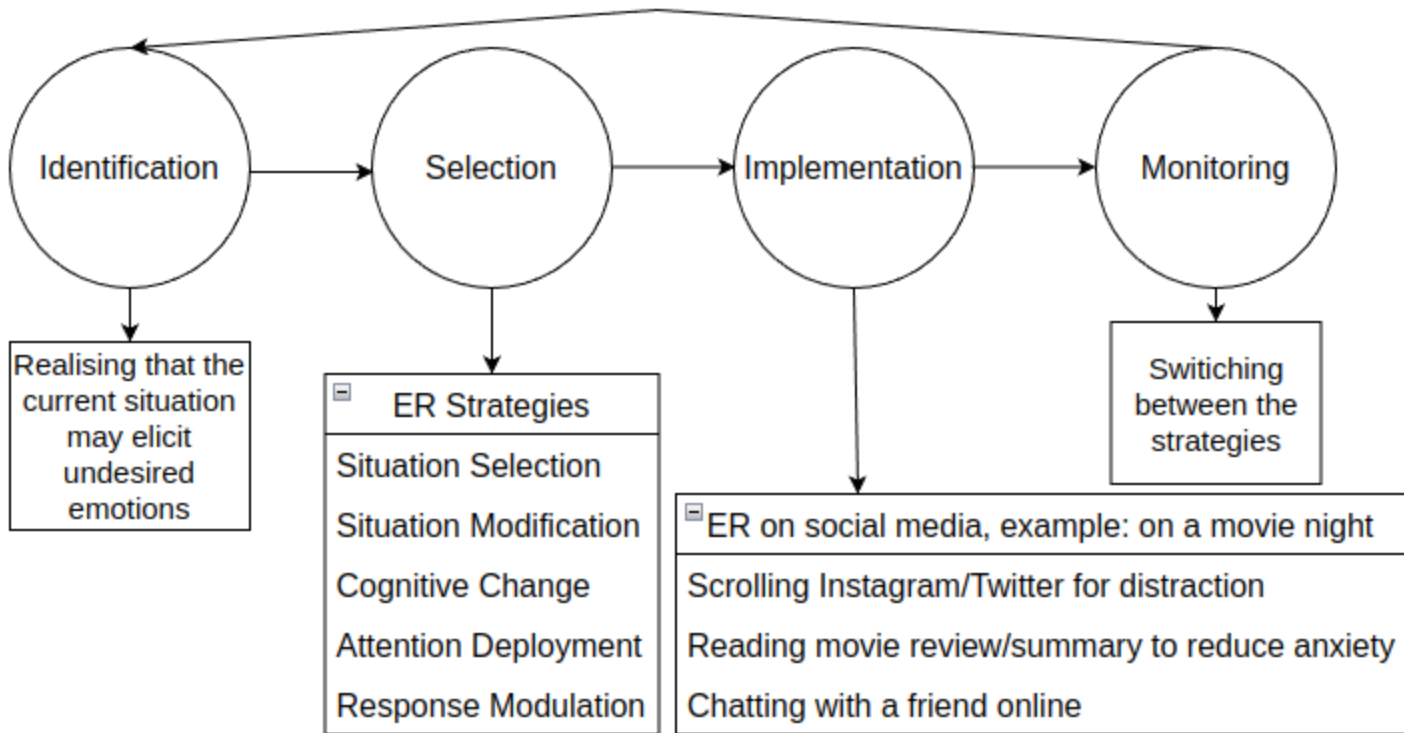 Identification
Selection
Implementation
Monitoring
Realising that the
current situation
may elicit
undesired
emotions
ER Strategies
Situation Selection
Situation Modification
Cognitive Change
Attention Deployment
Response Modulation
ER on social media, example: on a movie night
Scrolling Instagram/Twitter for distraction
Reading movie review/summary to reduce anxiety
Chatting with a friend online
Switiching
between the
strategies